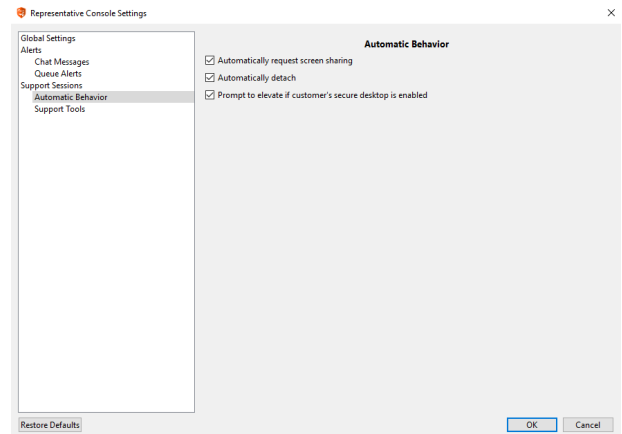 Representative Console Settings
Global Settings
Alerts
Chat Messages
Queue Alerts
Support Sessions
Automatic Behavior
Support Tools
Automatic Behavior
Automatically request screen sharing
Automatically detach
Prompt to elevate if customer's secure desktop is enabled
Restore Defaults
OK
Cancel